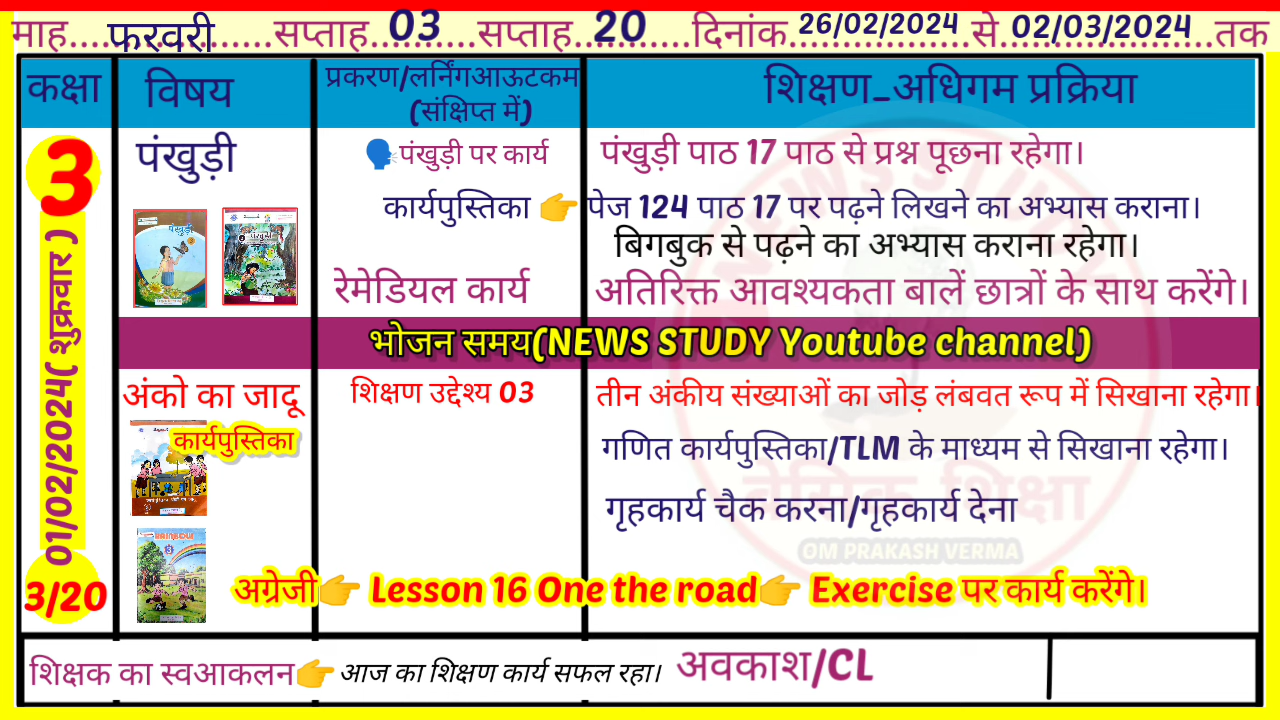 माह....फरवरी........सप्ताह....03......सप्ताह....20......दिनांक....26/02/2024....से....02/03/2024....तक
कक्षा विषय प्रकरण/लर्निंगआऊटकम (संक्षिप्त में) शिक्षण-अधिगम प्रक्रिया
3
01/02/2024( शुक्रवार )
3/20
पंखुड़ी 🗣️पंखुड़ी पर कार्य पंखुड़ी पाठ 17 पाठ से प्रश्न पूछना रहेगा।
कार्यपुस्तिका 👉 पेज 124 पाठ 17 पर पढ़ने लिखने का अभ्यास कराना।
बिगबुक से पढ़ने का अभ्यास कराना रहेगा।
रेमेडियल कार्य अतिरिक्त आवश्यकता बालें छात्रों के साथ करेंगे।
भोजन समय(NEWS STUDY Youtube channel)
अंको का जादू शिक्षण उद्देश्य 03 तीन अंकीय संख्याओं का जोड़ लंबवत रूप में सिखाना रहेगा।
कार्यपुस्तिका गणित कार्यपुस्तिका/TLM के माध्यम से सिखाना रहेगा।
गृहकार्य चैक करना/गृहकार्य देना
RAINBOW
3
NEWS STUDY
बेसिक शिक्षा
OM PRAKASH VERMA
अग्रेजी👉 Lesson 16 One the road👉 Exercise पर कार्य करेंगे।
शिक्षक का स्वआकलन👉 आज का शिक्षण कार्य सफल रहा। अवकाश/CL